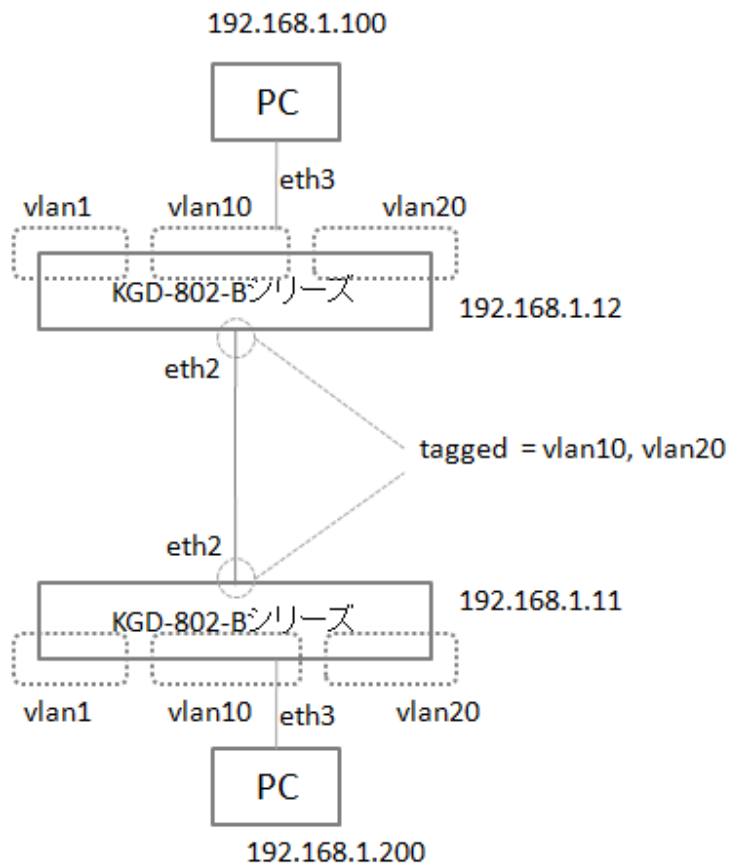 192.168.1.100
PC
eth3
vlan1 vlan10 vlan20
KGD-802-Bシリーズ
192.168.1.12
eth2
tagged = vlan10, vlan20
eth2
192.168.1.11
KGD-802-Bシリーズ
vlan1 vlan10 eth3 vlan20
PC
192.168.1.200